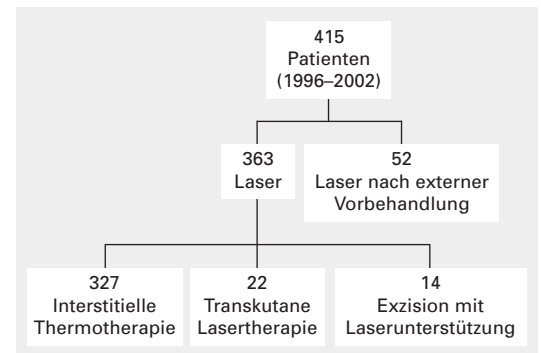 415
Patienten
(1996–2002)
363
Laser
52
Laser nach externer
Vorbehandlung
327
Interstitielle
Thermotherapie
22
Transkutane
Lasertherapie
14
Exzision mit
Laserunterstützung